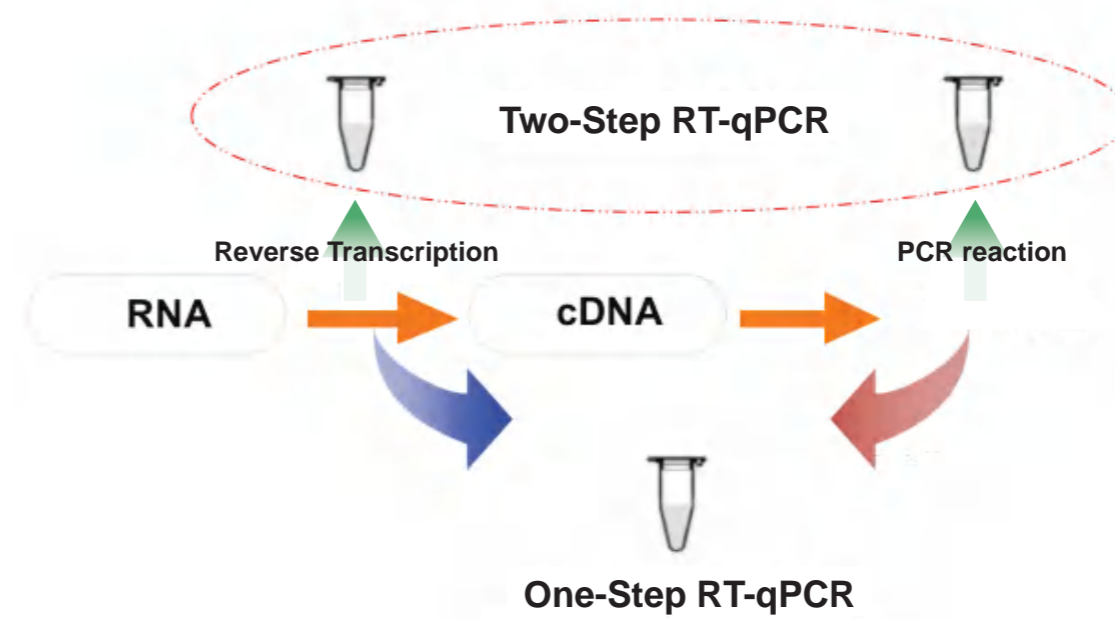 Two-Step RT-qPCR
Reverse Transcription
PCR reaction
RNA
cDNA
One-Step RT-qPCR